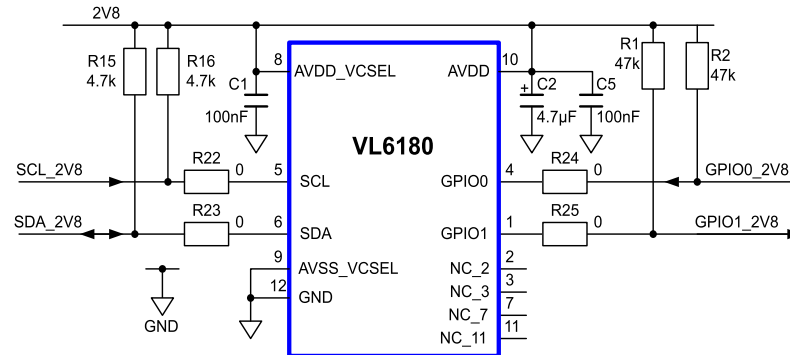 2V8
R15
4.7k
R16
4.7k
C1
100nF
8
AVDD_VCSEL
10
AVDD
C2
4.7µF
C5
100nF
R1
47k
R2
47k
+
VL6180
SCL_2V8
R22
0
5
SCL
4
GPIO0
R24
0
GPIO0_2V8
SDA_2V8
R23
0
6
SDA
1
GPIO1
R25
0
GPIO1_2V8
9
AVSS_VCSEL
12
GND
2
NC_2
3
NC_3
7
NC_7
11
NC_11
GND